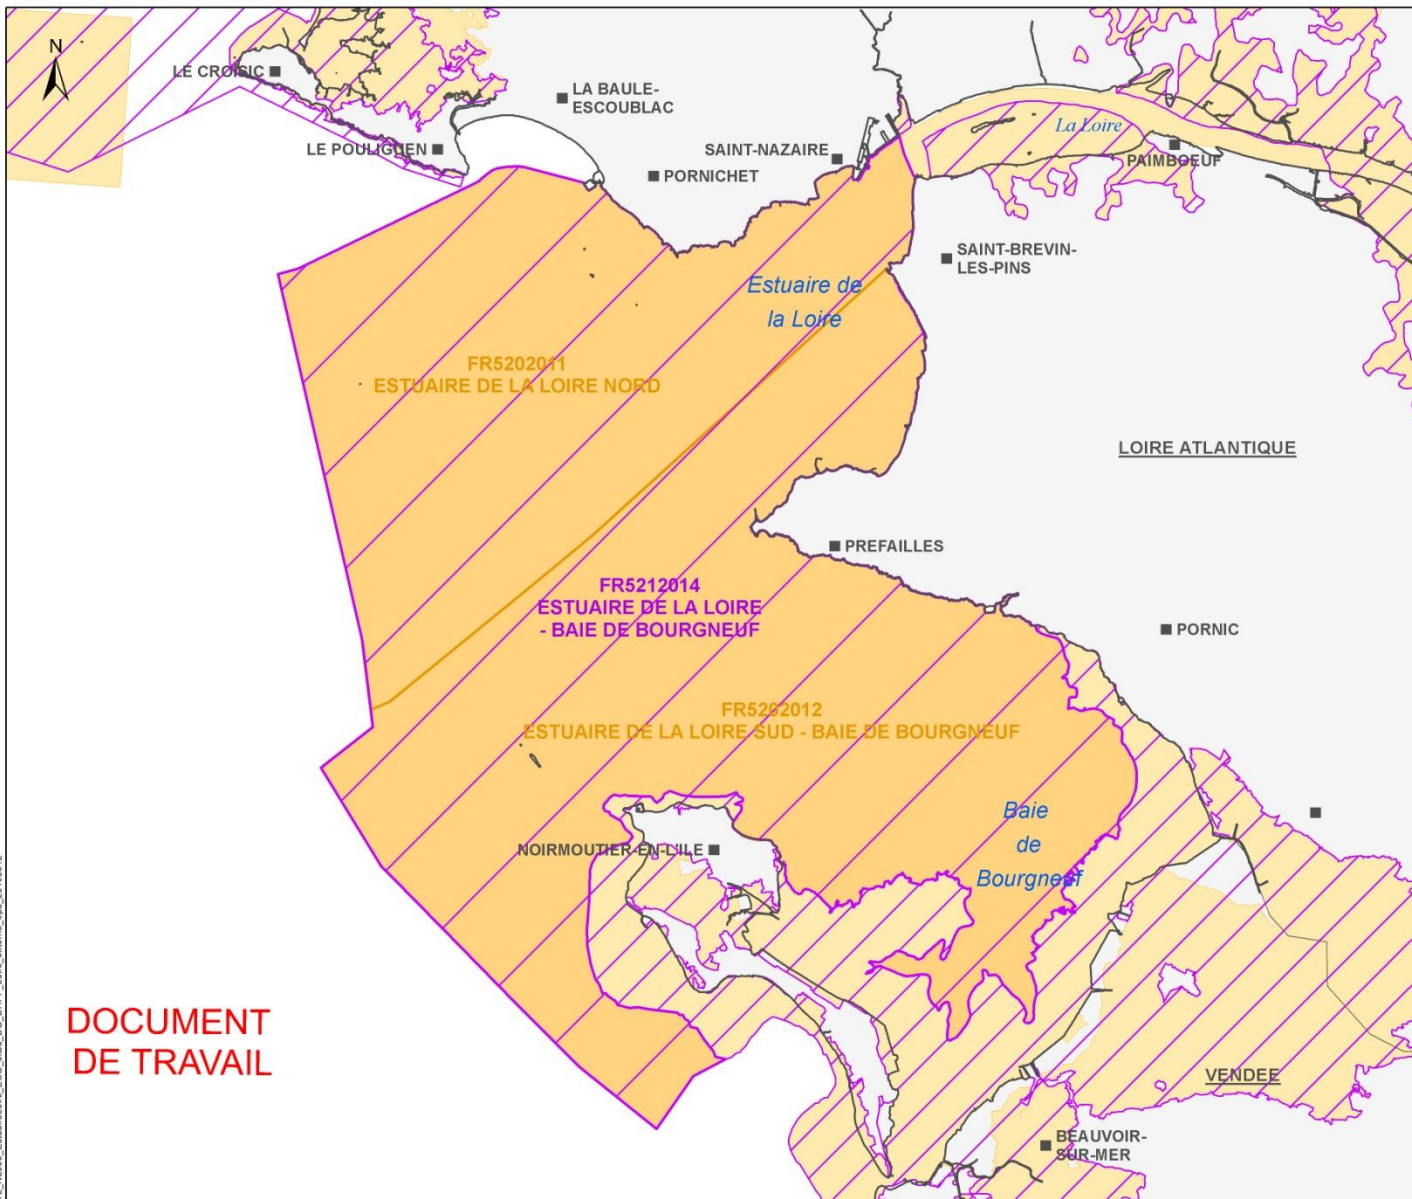 N
LE CROISIC
LA BAULE-
ESCOUBLAC
LE POULIGUEN
SAINT-NAZAIRE
PORNICHET
La Loire
PAIMBOEUF
SAINT-BREVIN-
LES-PINS
Estuaire de
la Loire
FR5202011
ESTUAIRE DE LA LOIRE NORD
LOIRE ATLANTIQUE
PREFAILLES
FR5212014
ESTUAIRE DE LA LOIRE
- BAIE DE BOURGNEUF
PORNIC
FR5202012
ESTUAIRE DE LA LOIRE SUD - BAIE DE BOURGNEUF
Baie
de
Bourgneuf
NOIRMOUTIER-EN-L'ILE
DOCUMENT
DE TRAVAIL
VENDEE
BEAUVOIR-
SUR-MER